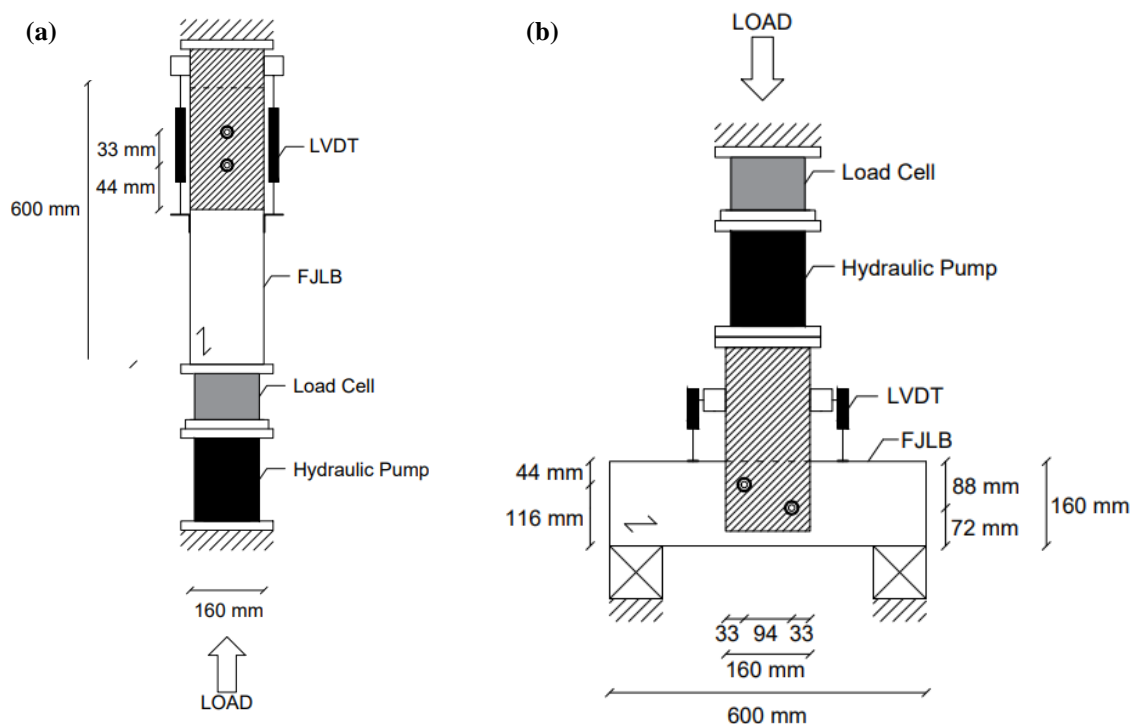 (a)
33 mm
44 mm
600 mm
LVDT
FJLB
Load Cell
Hydraulic Pump
160 mm
LOAD
(b)
LOAD
Load Cell
Hydraulic Pump
LVDT
FJLB
44 mm
116 mm
88 mm
72 mm
160 mm
33 94 33
160 mm
600 mm